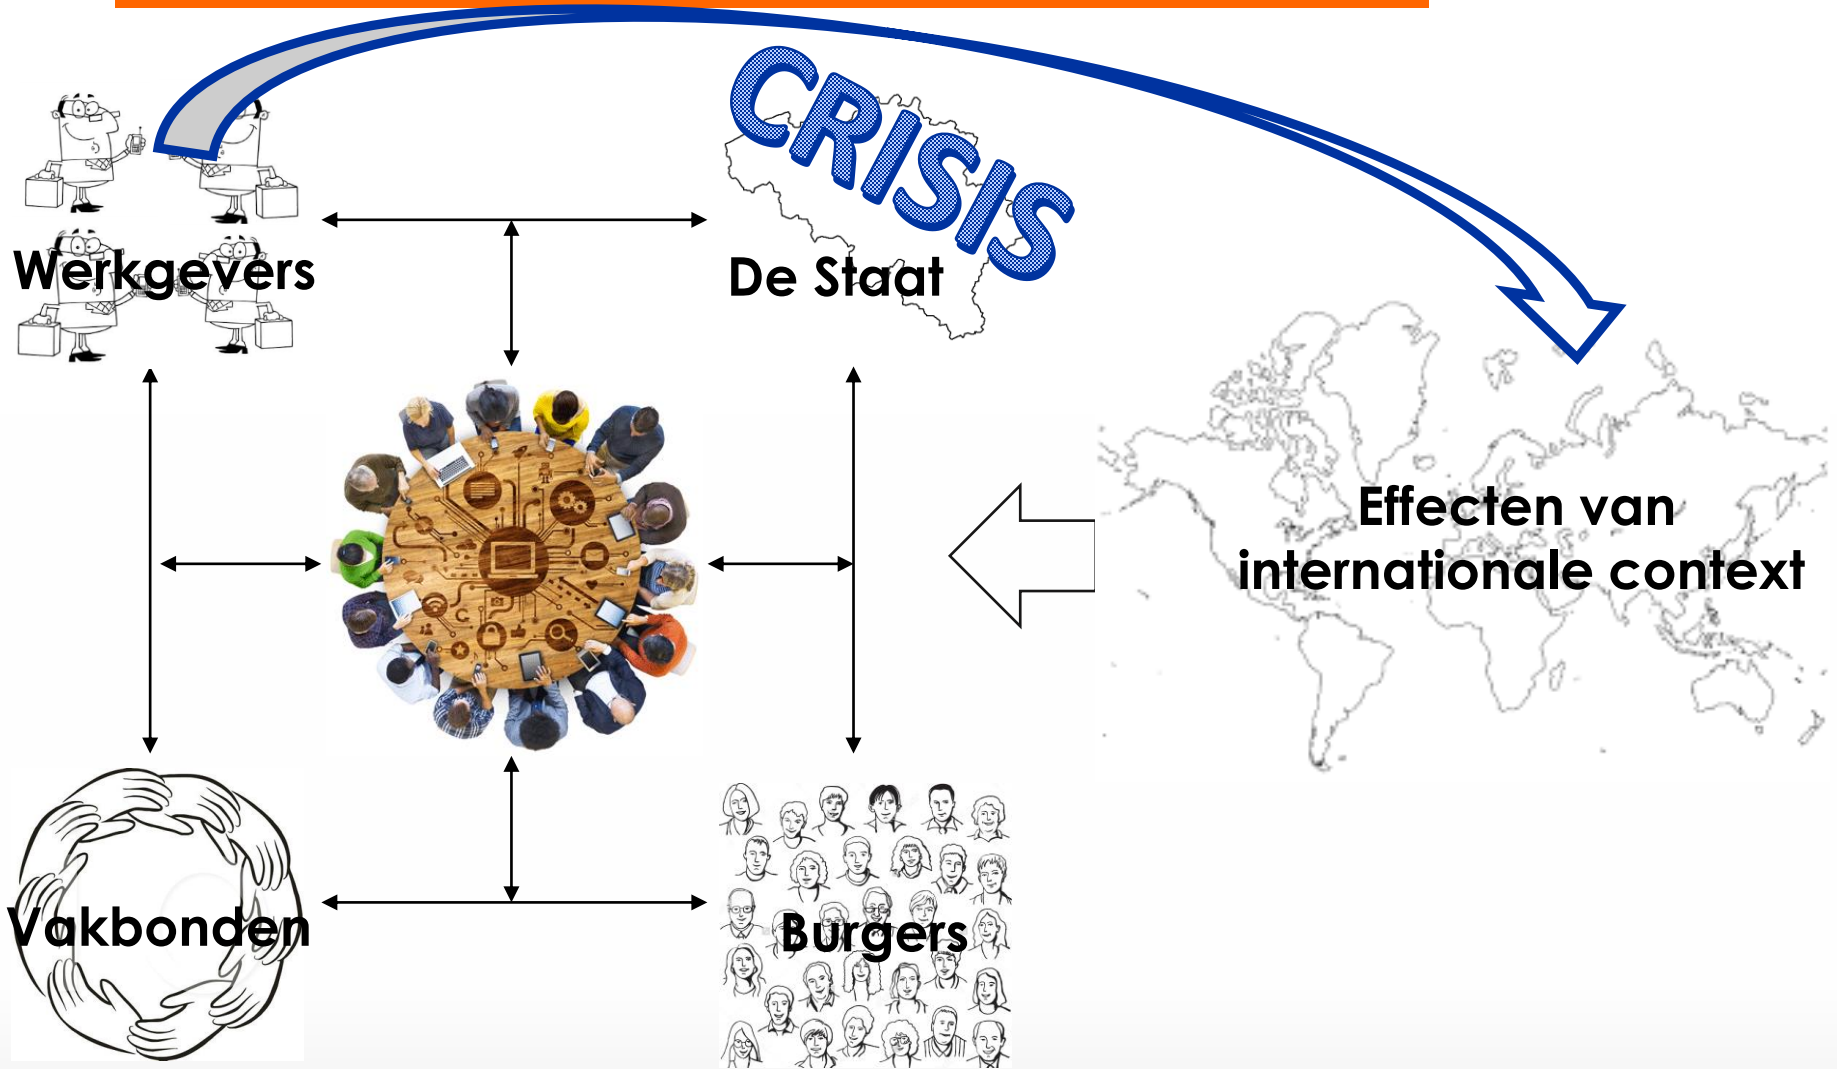 CRISIS
Werkgevers
De Staat
Effecten van
internationale context
Vakbonden
Burgers